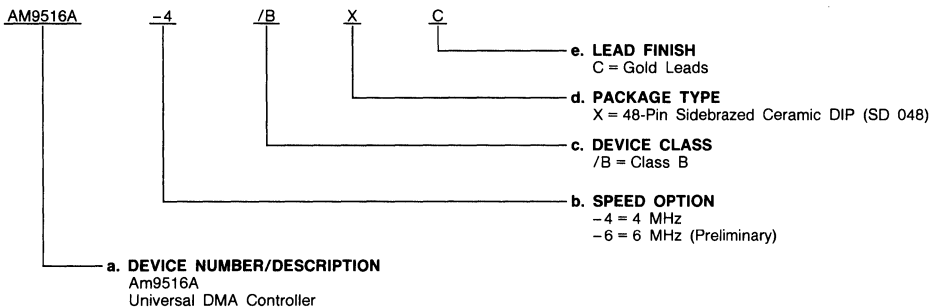 AM9516A -4 /B X C
e. LEAD FINISH
C = Gold Leads
d. PACKAGE TYPE
X = 48-Pin Sidebrazed Ceramic DIP (SD 048)
c. DEVICE CLASS
/B = Class B
b. SPEED OPTION
-4 = 4 MHz
-6 = 6 MHz (Preliminary)
a. DEVICE NUMBER/DESCRIPTION
Am9516A
Universal DMA Controller